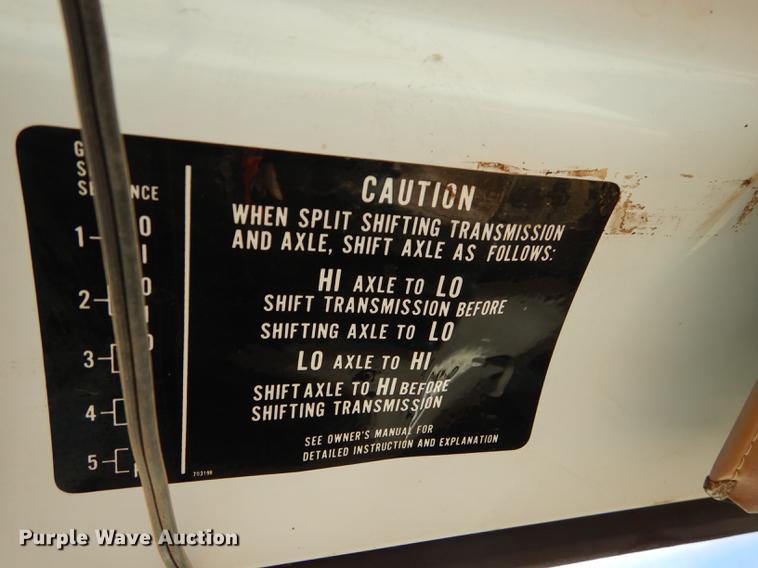 CAUTION
WHEN SPLIT SHIFTING TRANSMISSION
AND AXLE, SHIFT AXLE AS FOLLOWS:
HI AXLE TO LO
SHIFT TRANSMISSION BEFORE
SHIFTING AXLE TO LO
LO AXLE TO HI
SHIFT AXLE TO HI BEFORE
SHIFTING TRANSMISSION
SEE OWNER'S MANUAL FOR
DETAILED INSTRUCTION AND EXPLANATION
1
2
3
4
5
703198
Purple Wave Auction